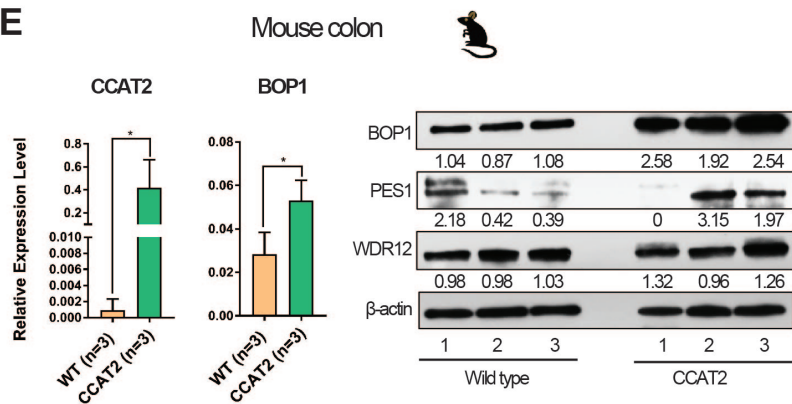 E
Mouse colon
CCAT2
BOP1
Relative Expression Level
*
0.8
0.6
0.4
0.2
0.010
0.008
0.006
0.004
0.002
0.000
WT (n=3)
CCAT2 (n=3)
*
0.08
0.06
0.04
0.02
0.00
WT (n=3)
CCAT2 (n=3)
BOP1
1.04 0.87 1.08 2.58 1.92 2.54
PES1
2.18 0.42 0.39 0 3.15 1.97
WDR12
0.98 0.98 1.03 1.32 0.96 1.26
β-actin
1 2 3 1 2 3
Wild type CCAT2